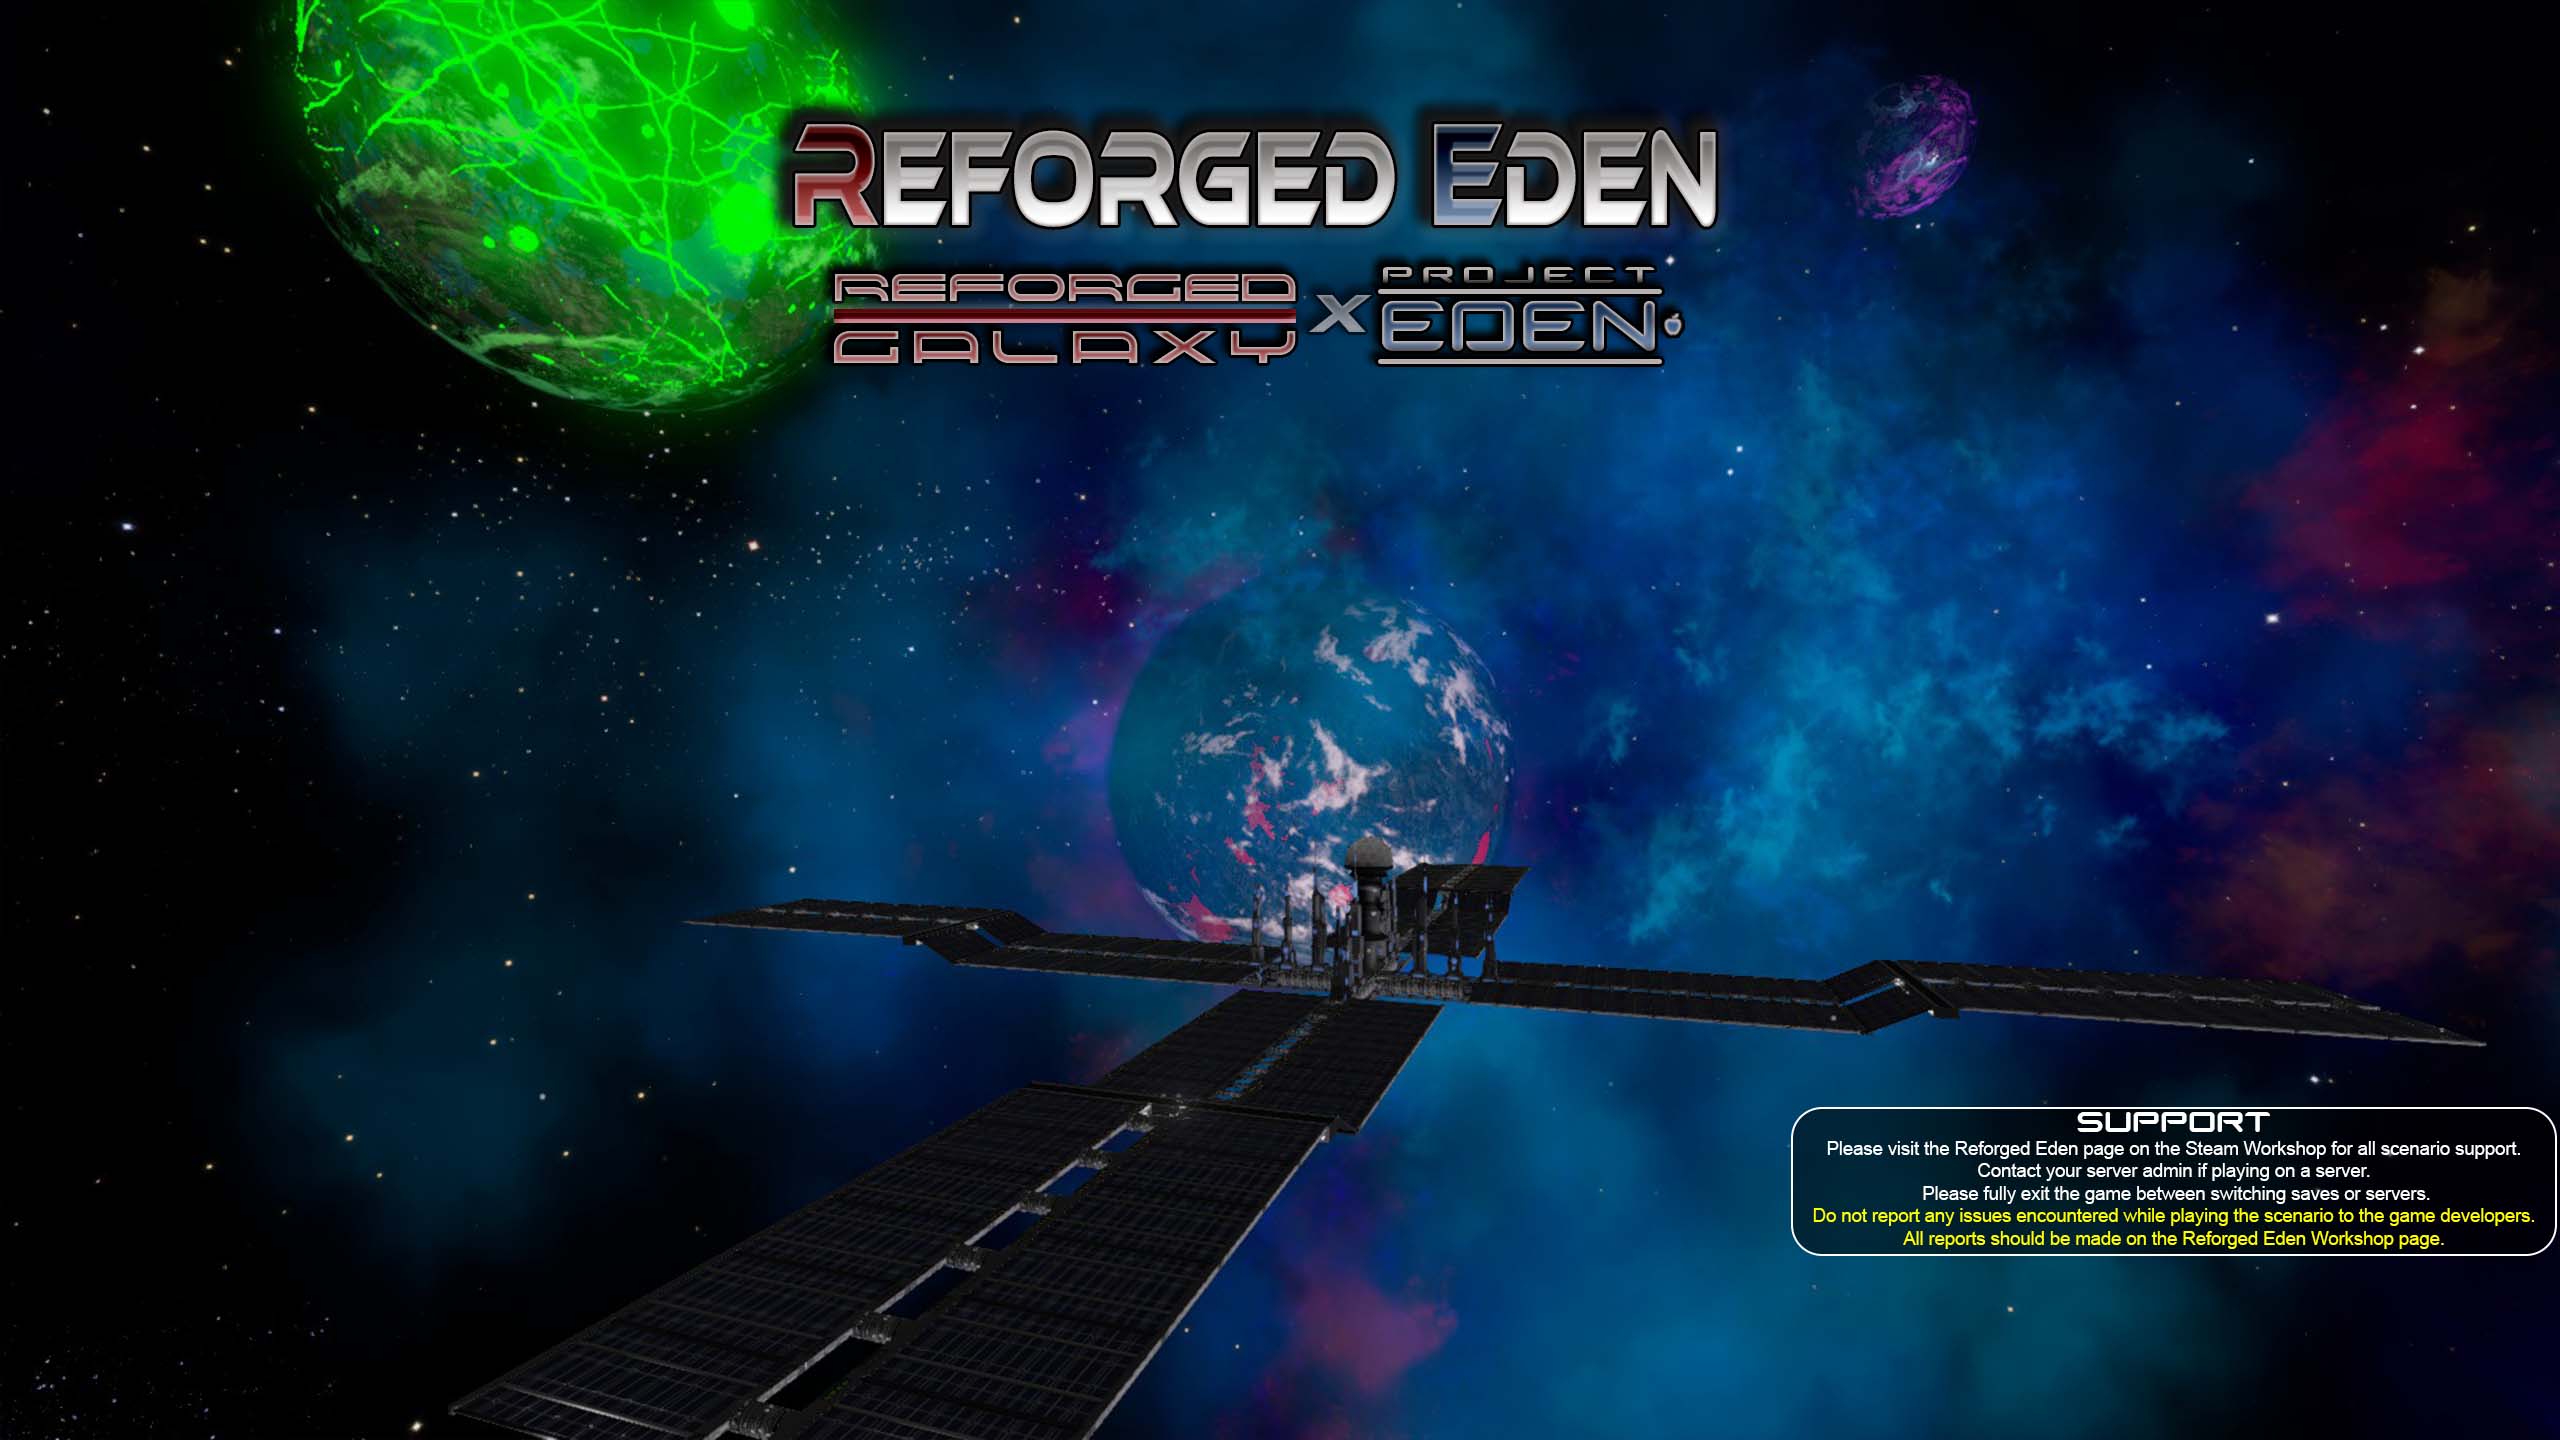 REFORGED EDEN
REFORGED
GALAXY
X
PROJECT
EDEN
SUPPORT
Please visit the Reforged Eden page on the Steam Workshop for all scenario support.
Contact your server admin if playing on a server.
Please fully exit the game between switching saves or servers.
Do not report any issues encountered while playing the scenario to the game developers.
All reports should be made on the Reforged Eden Workshop page.